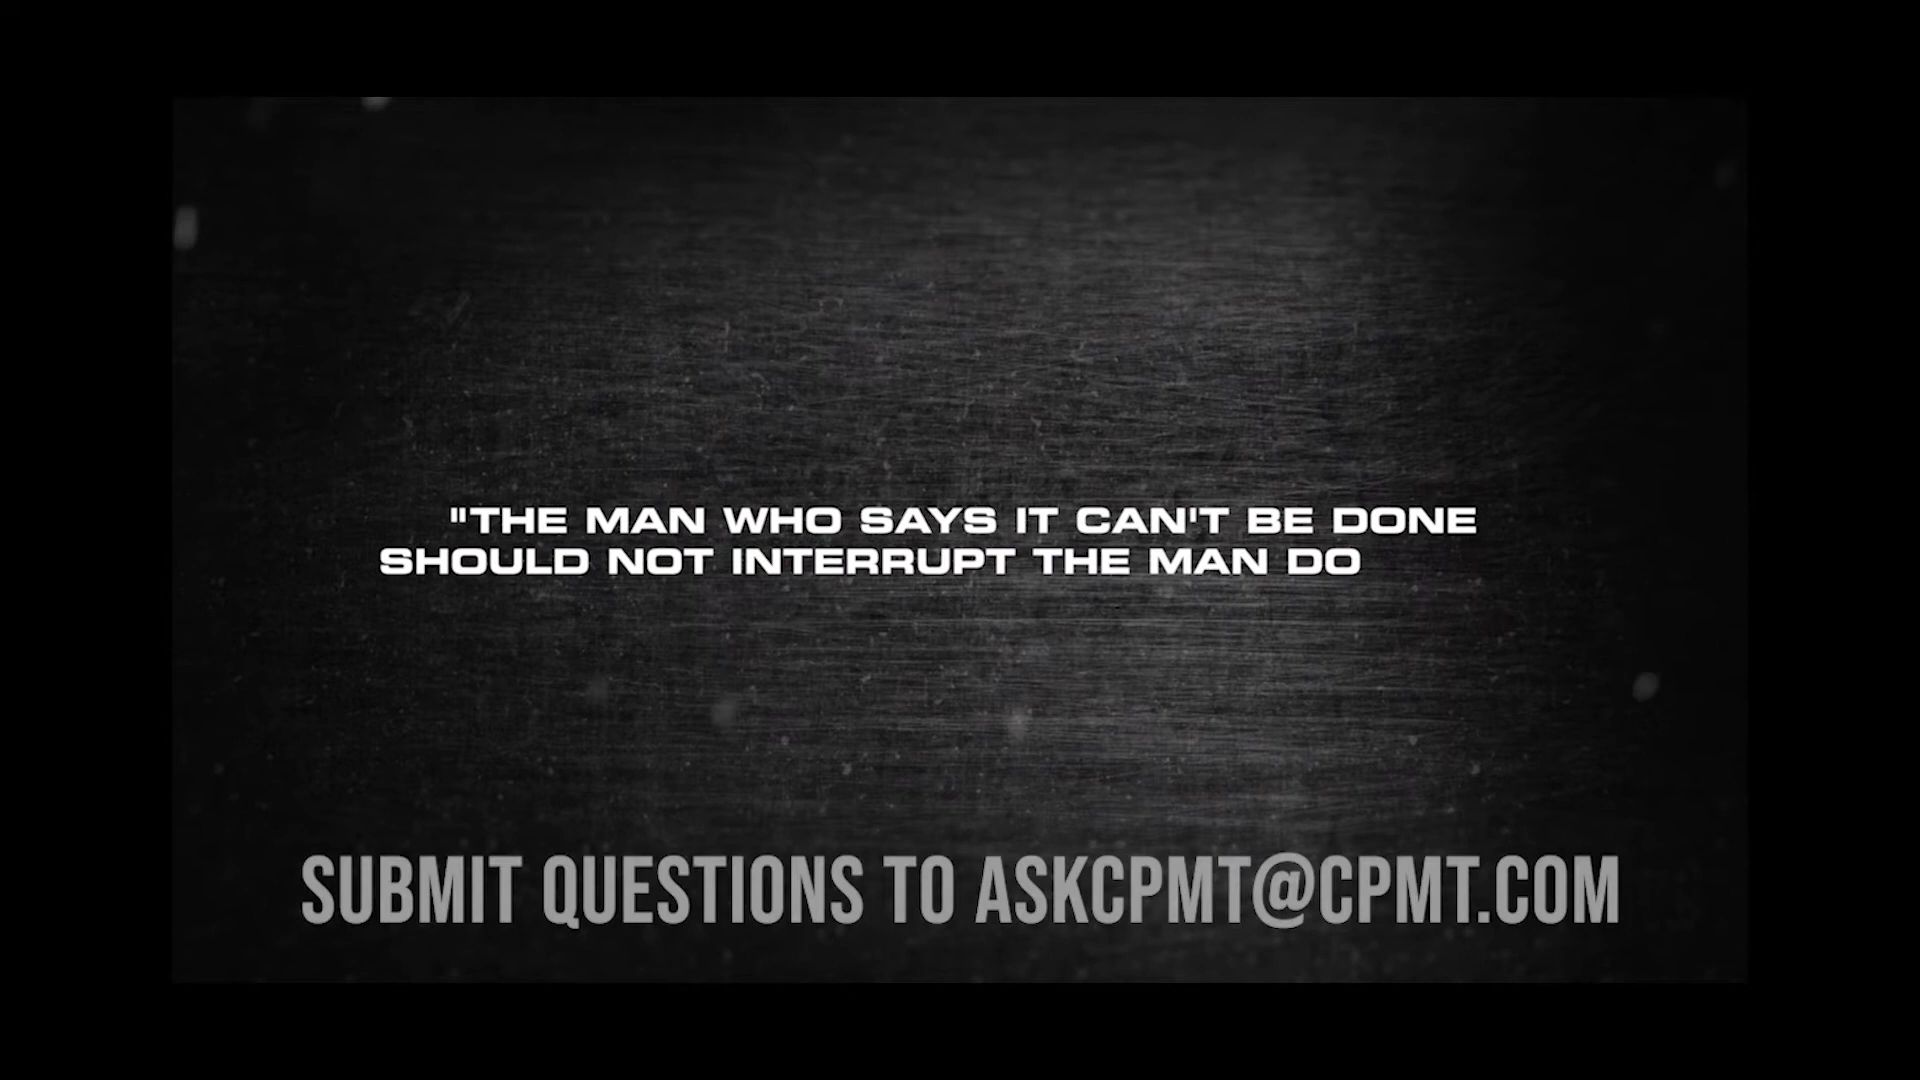 "THE MAN WHO SAYS IT CAN'T BE DONE
SHOULD NOT INTERRUPT THE MAN DO
SUBMIT QUESTIONS TO ASKCPMT@CPMT.COM